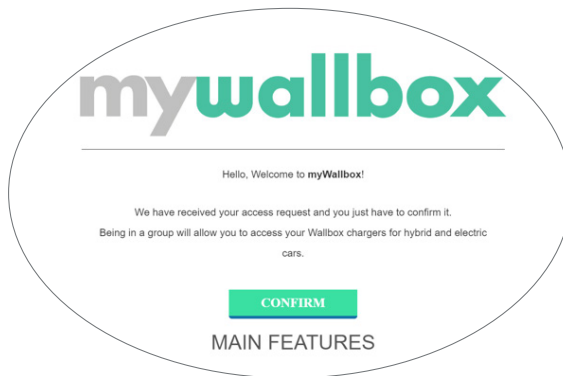 mywallbox
Hello, Welcome to myWallbox!
We have received your access request and you just have to confirm it.
Being in a group will allow you to access your Wallbox chargers for hybrid and electric
cars.
CONFIRM
MAIN FEATURES